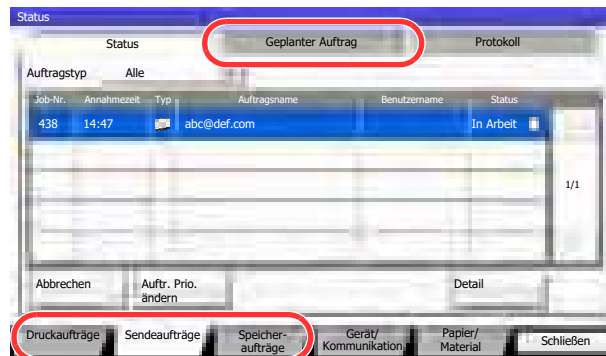 Status
Status Geplanter Auftrag Protokoll
Auftragstyp Alle
Job-Nr. Annahmezeit Typ Auftragsname Benutzername Status
438 14:47 abc@def.com In Arbeit
1/1
Abbrechen Auftr. Prio. Detail
ändern
Druckaufträge Sendeaufträge Speicher- Gerät/ Papier/ Schließen
aufträge Kommunikation Material